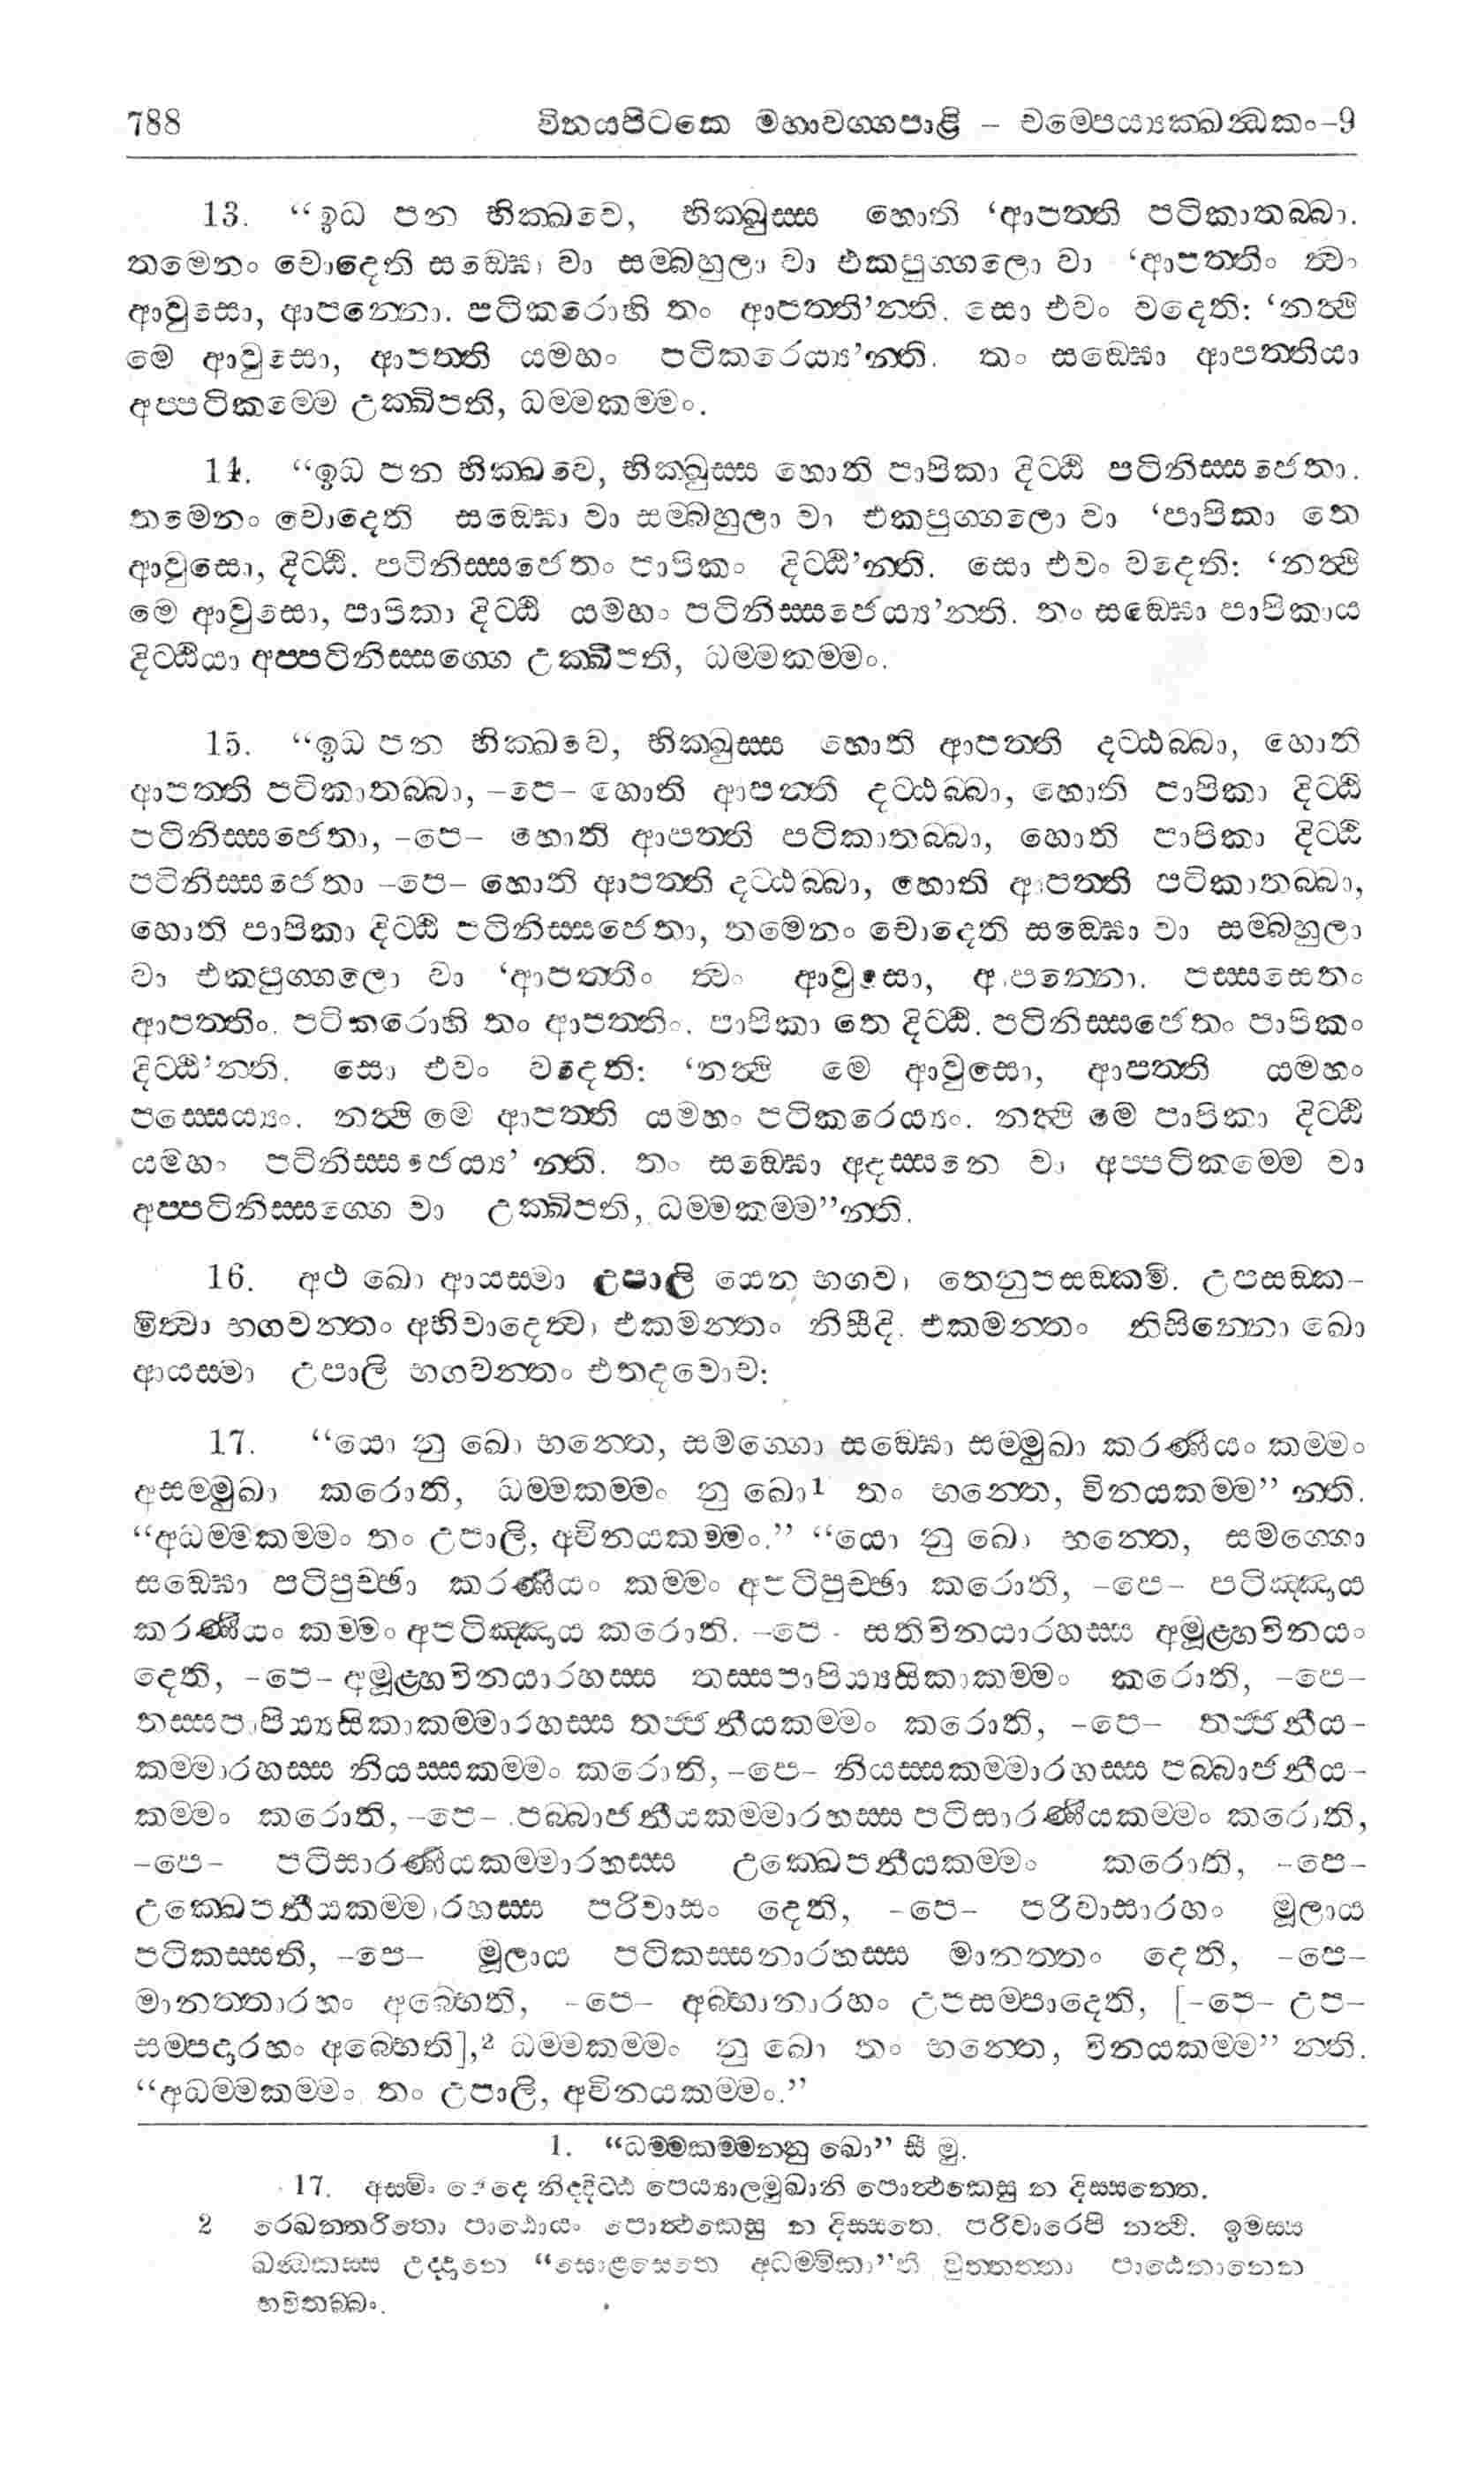 788 විනයපිටකෙ මහාවග්ගපාළි – චම්පෙය්‍යක්ඛන්ධකං–9
13. “ඉධ පන භික්ඛවෙ, භික්ඛුස්ස හොති ‘ආපත්ති පටිකාතබ්බා.
තමෙනං චොදෙති සඞ්ඝො වා සම්බහුලා වා එකපුග්ගලො වා ‘ආපත්තිං ත්වං
ආවුසො, ආපන්නො. පටිකරොහි තං ආපත්ති’න්ති. සො එවං වදෙති: ‘නත්ථි
මෙ ආවුසො, ආපත්ති යමහං පටිකරෙය්‍ය’න්ති. තං සඞ්ඝො ආපත්තියා
අප්පටිකම්මෙ උක්ඛිපති, ධම්මකම්මං.
14. “ඉධ පන භික්ඛවෙ, භික්ඛුස්ස හොති පාපිකා දිට්ඨි පටිනිස්සජෙතා.
තමෙනං චොදෙති සඞ්ඝො වා සම්බහුලා වා එකපුග්ගලො වා ‘පාපිකා තෙ
ආවුසො, දිට්ඨි. පටිනිස්සජෙතං පාපිකං දිට්ඨි’න්ති. සො එවං වදෙති: ‘නත්ථි
මෙ ආවුසො, පාපිකා දිට්ඨි යමහං පටිනිස්සජෙය්‍ය’න්ති. තං සඞ්ඝො පාපිකාය
දිට්ඨියා අප්පටිනිස්සග්ගෙ උක්ඛිපති, ධම්මකම්මං.
15. “ඉධ පන භික්ඛවෙ, භික්ඛුස්ස හොති ආපත්ති දට්ඨබ්බා, හොති
ආපත්ති පටිකාතබ්බා, –පෙ– හොති ආපත්ති දට්ඨබ්බා, හොති පාපිකා දිට්ඨි
පටිනිස්සජෙතා, –පෙ– හොති ආපත්ති පටිකාතබ්බා, හොති පාපිකා දිට්ඨි
පටිනිස්සජෙතා –පෙ– හොති ආපත්ති දට්ඨබ්බා, හොති ආපත්ති පටිකාතබ්බා,
හොති පාපිකා දිට්ඨි පටිනිස්සජෙතා, තමෙනං චොදෙති සඞ්ඝො වා සම්බහුලා
වා එකපුග්ගලො වා ‘ආපත්තිං ත්වං ආවුසො, ආපන්නො. පස්සසෙතං
ආපත්තිං. පටිකරොහි තං ආපත්තිං. පාපිකා තෙ දිට්ඨි. පටිනිස්සජෙතං පාපිකං
දිට්ඨි’න්ති. සො එවං වදෙති: ‘නත්ථි මෙ ආවුසො, ආපත්ති යමහං
පස්සෙය්‍යං. නත්ථි මෙ ආපත්ති යමහං පටිකරෙය්‍යං. නත්ථි මෙ පාපිකා දිට්ඨි
යමහං පටිනිස්සජෙය්‍ය’ න්ති. තං සඞ්ඝො අදස්සනෙ වා අප්පටිකම්මෙ වා
අප්පටිනිස්සග්ගෙ වා උක්ඛිපති, ධම්මකම්ම”න්ති.
16. අථ ඛො ආයස්මා උපාලි යෙන භගවා තෙනුපසඞ්කමි. උපසඞ්ක-
මිත්වා භගවන්තං අභිවාදෙත්වා එකමන්තං නිසීදි. එකමන්තං නිසින්නො ඛො
ආයස්මා උපාලි භගවන්තං එතදවොච:
17. “යො නු ඛො භන්තෙ, සමග්ගො සඞ්ඝො සම්මුඛා කරණීයං කම්මං
අසම්මුඛා කරොති, ධම්මකම්මං නු ඛො¹ තං භන්තෙ, විනයකම්ම” න්ති.
“අධම්මකම්මං තං උපාලි, අවිනයකම්මං.” “යො නු ඛො භන්තෙ, සමග්ගො
සඞ්ඝො පටිපුච්ඡා කරණීයං කම්මං අපටිපුච්ඡා කරොති, –පෙ– පටිඤ්ඤාය
කරණීයං කම්මං අපටිඤ්ඤාය කරොති. –පෙ– සතිවිනයාරහස්ස අමූළ්හවිනයං
දෙති, –පෙ– අමූළ්හවිනයාරහස්ස තස්සපාපිය්‍යසිකාකම්මං කරොති, –පෙ–
තස්සපාපිය්‍යසිකාකම්මාරහස්ස තජ්ජනීයකම්මං කරොති, –පෙ– තජ්ජනීය-
කම්මාරහස්ස නියස්සකම්මං කරොති, –පෙ– නියස්සකම්මාරහස්ස පබ්බාජනීය-
කම්මං කරොති, –පෙ– පබ්බාජනීයකම්මාරහස්ස පටිසාරණීයකම්මං කරොති,
–පෙ– පටිසාරණීයකම්මාරහස්ස උක්ඛෙපනීයකම්මං කරොති, –පෙ–
උක්ඛෙපනීයකම්මාරහස්ස පරිවාසං දෙති, –පෙ– පරිවාසාරහං මූලාය
පටිකස්සති, –පෙ– මූලාය පටිකස්සනාරහස්ස මානත්තං දෙති, –පෙ–
මානත්තාරහං අබ්භෙති, –පෙ– අබ්භානාරහං උපසම්පාදෙති, [–පෙ– උප-
සම්පදාරහං අබ්භෙති],² ධම්මකම්මං නු ඛො තං භන්තෙ, විනයකම්ම” න්ති.
“අධම්මකම්මං තං උපාලි, අවිනයකම්මං.”
1. “ධම්මකම්මන්නු ඛො” සී මු.
17. අස්මිං ඡෙදෙ නිද්දිට්ඨ පෙය්‍යාලමුඛානි පොත්ථකෙසු න දිස්සන්තෙ.
2 රෙඛන්තරිතො පාඨොයං පොත්ථකෙසු න දිස්සතෙ. පරිවාරෙපි නත්ථි. ඉමස්ස
ඛන්ධකස්ස උද්දානෙ “සොළසෙතෙ අධම්මිකා”ති වුත්තත්තා පාඨෙනානෙන
භවිතබ්බං.